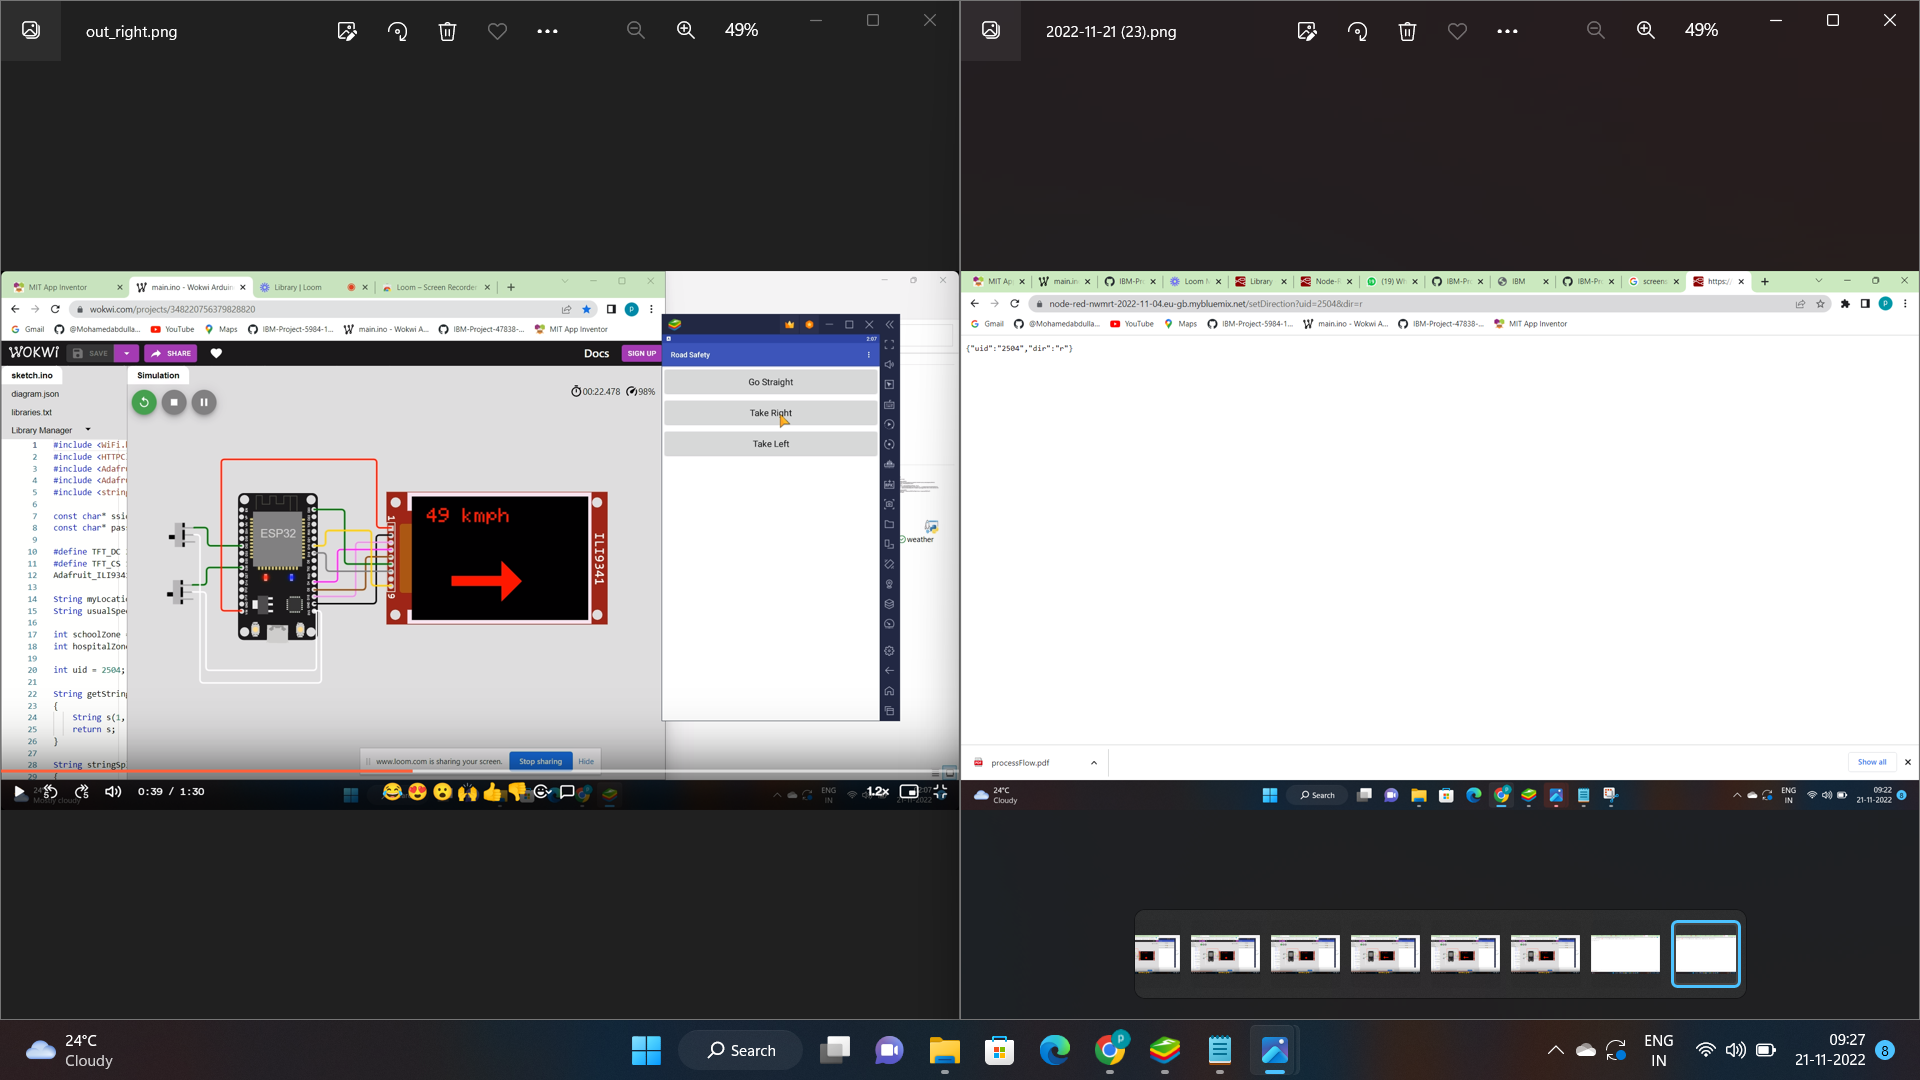 out_right.png
49%
2022-11-21 (23).png
49%
MIT App Inventor
main.ino - Wokwi Arduin
Library | Loom
Loom – Screen Recorde
wokwi.com/projects/348220756379828820
Gmail
@Mohamedabdulla...
YouTube
Maps
IBM-Project-5984-1...
main.ino - Wokwi A...
IBM-Project-47838-...
MIT App Inventor
WOKWI
SAVE
SHARE
Docs
SIGN UP
sketch.ino
diagram.json
libraries.txt
Library Manager
Simulation
00:22.478
98%
1 #include <WiFi.
2 #include <HTTPC
3 #include <Adafr
4 #include <Adafr
5 #include <string
6
7 const char* ssi
8 const char* pas
9
10 #define TFT_DC
11 #define TFT_CS
12 Adafruit_ILI934
13
14 String myLocatio
15 String usualSpe
16
17 int schoolZone
18 int hospitalZon
19
20 int uid = 2504;
21
22 String getString
23 {
24 String s(1,
25 return s;
26 }
27
28 String stringSp
29 {
ESP32
1
9
49 kmph
ILI9341
2:07
Road Safety
Go Straight
Take Right
Take Left
weather
www.loom.com is sharing your screen.
Stop sharing
Hide
0:39 / 1:30
1.2×
ENG
IN
MIT Ap
main.in
IBM-Pr
Loom
Library
Node-R
(19) Wh
IBM-Pr
IBM
IBM-Pr
screens
https:/
node-red-nwmrt-2022-11-04.eu-gb.mybluemix.net/setDirection?uid=2504&dir=r
Gmail
@Mohamedabdulla...
YouTube
Maps
IBM-Project-5984-1...
main.ino - Wokwi A...
IBM-Project-47838-...
MIT App Inventor
{"uid":"2504","dir":"r"}
processFlow.pdf
Show all
24°C
Cloudy
Search
ENG
IN
09:22
21-11-2022
24°C
Cloudy
Search
ENG
IN
09:27
21-11-2022
8